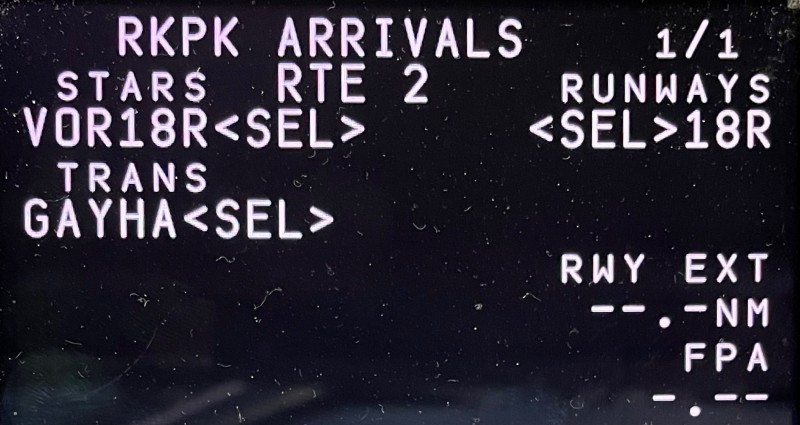 RKPK ARRIVALS 1/1
STARS RTE 2 RUNWAYS
VOR18R<SEL> <SEL>18R
TRANS
GAYHA<SEL>
RWY EXT
--.-NM
FPA
-.--